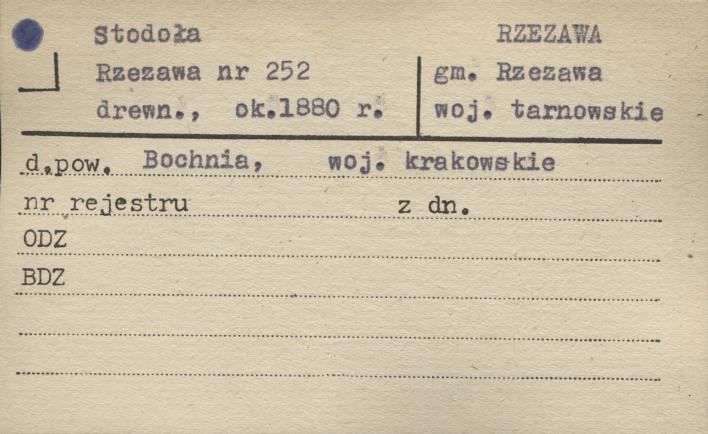 Stodoła
Rzezawa nr 252
drewn., ok.1880 r.
RZEZAWA
gm. Rzezawa
woj. tarnowskie
d.pow. Bochnia, woj. krakowskie
nr rejestru z dn.
ODZ
BDZ